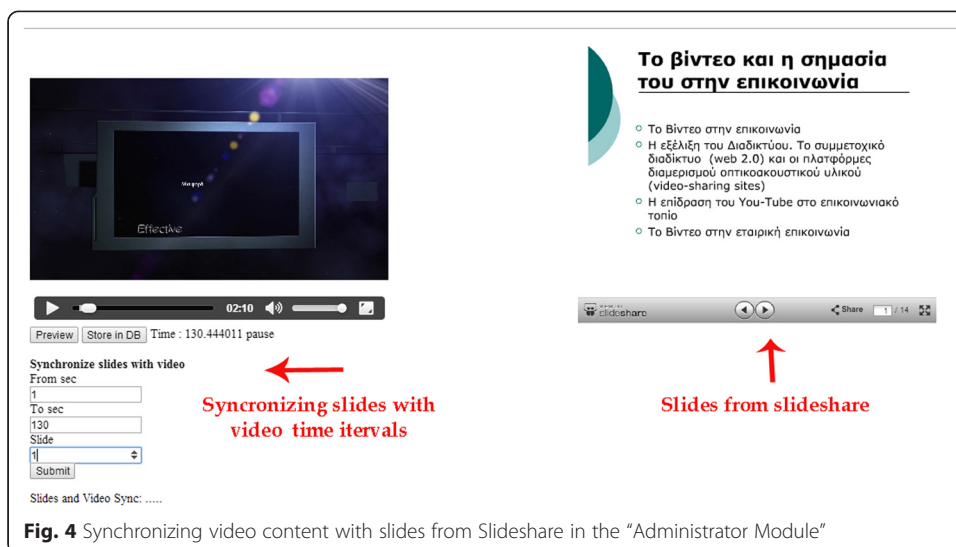 Μακρυρά
Effective
02:10
Preview Store in DB Time : 130.444011 pause
Synchronize slides with video
From sec
1
To sec
130
Slide
1
Submit
Slides and Video Sync: .....
Syncronizing slides with
video time itervals
Το βίντεο και η σημασία
του στην επικοινωνία
Το Βίντεο στην επικοινωνία
Η εξέλιξη του Διαδικτύου. Το συμμετοχικό
διαδίκτυο (web 2.0) και οι πλατφόρμες
διαμερισμού οπτικοακουστικού υλικού
(video-sharing sites)
Η επίδραση του You-Tube στο επικοινωνιακό
τοπίο
Το Βίντεο στην εταιρική επικοινωνία
slideshare Share 1 / 14
Slides from slideshare
Fig. 4 Synchronizing video content with slides from Slideshare in the “Administrator Module”